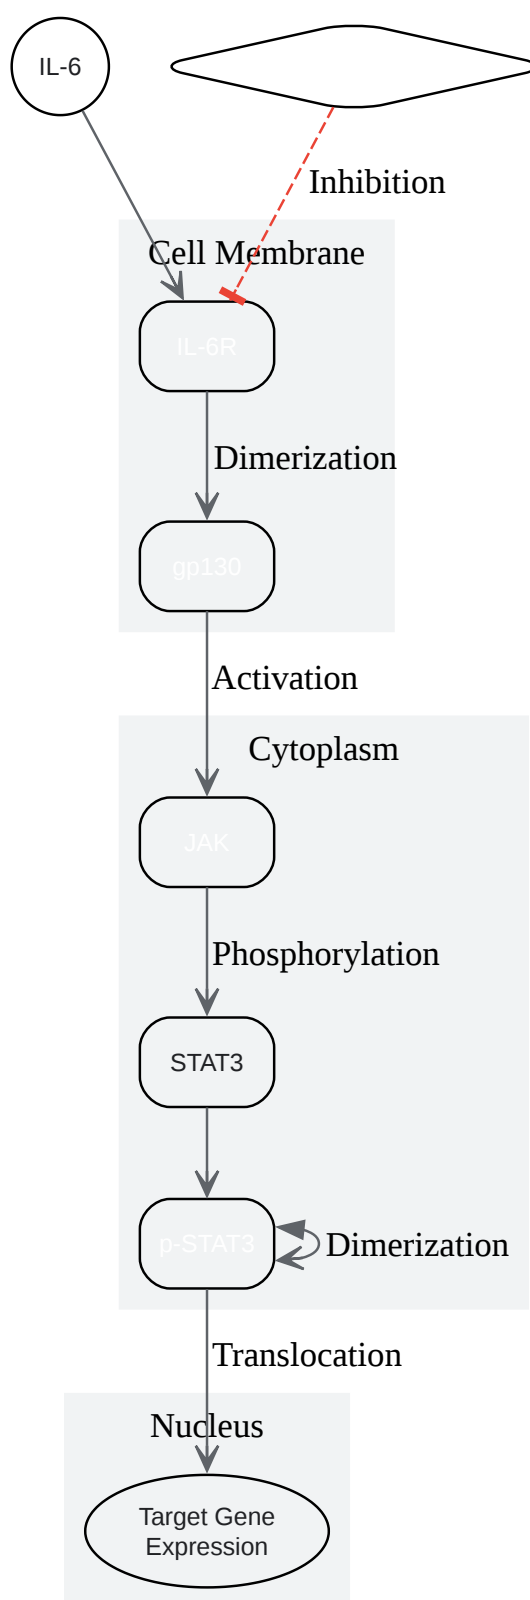 IL-6
Inhibition
Cell Membrane
IL-6R
Dimerization
gp130
Activation
Cytoplasm
JAK
Phosphorylation
STAT3
p-STAT3
Dimerization
Translocation
Nucleus
Target Gene
Expression